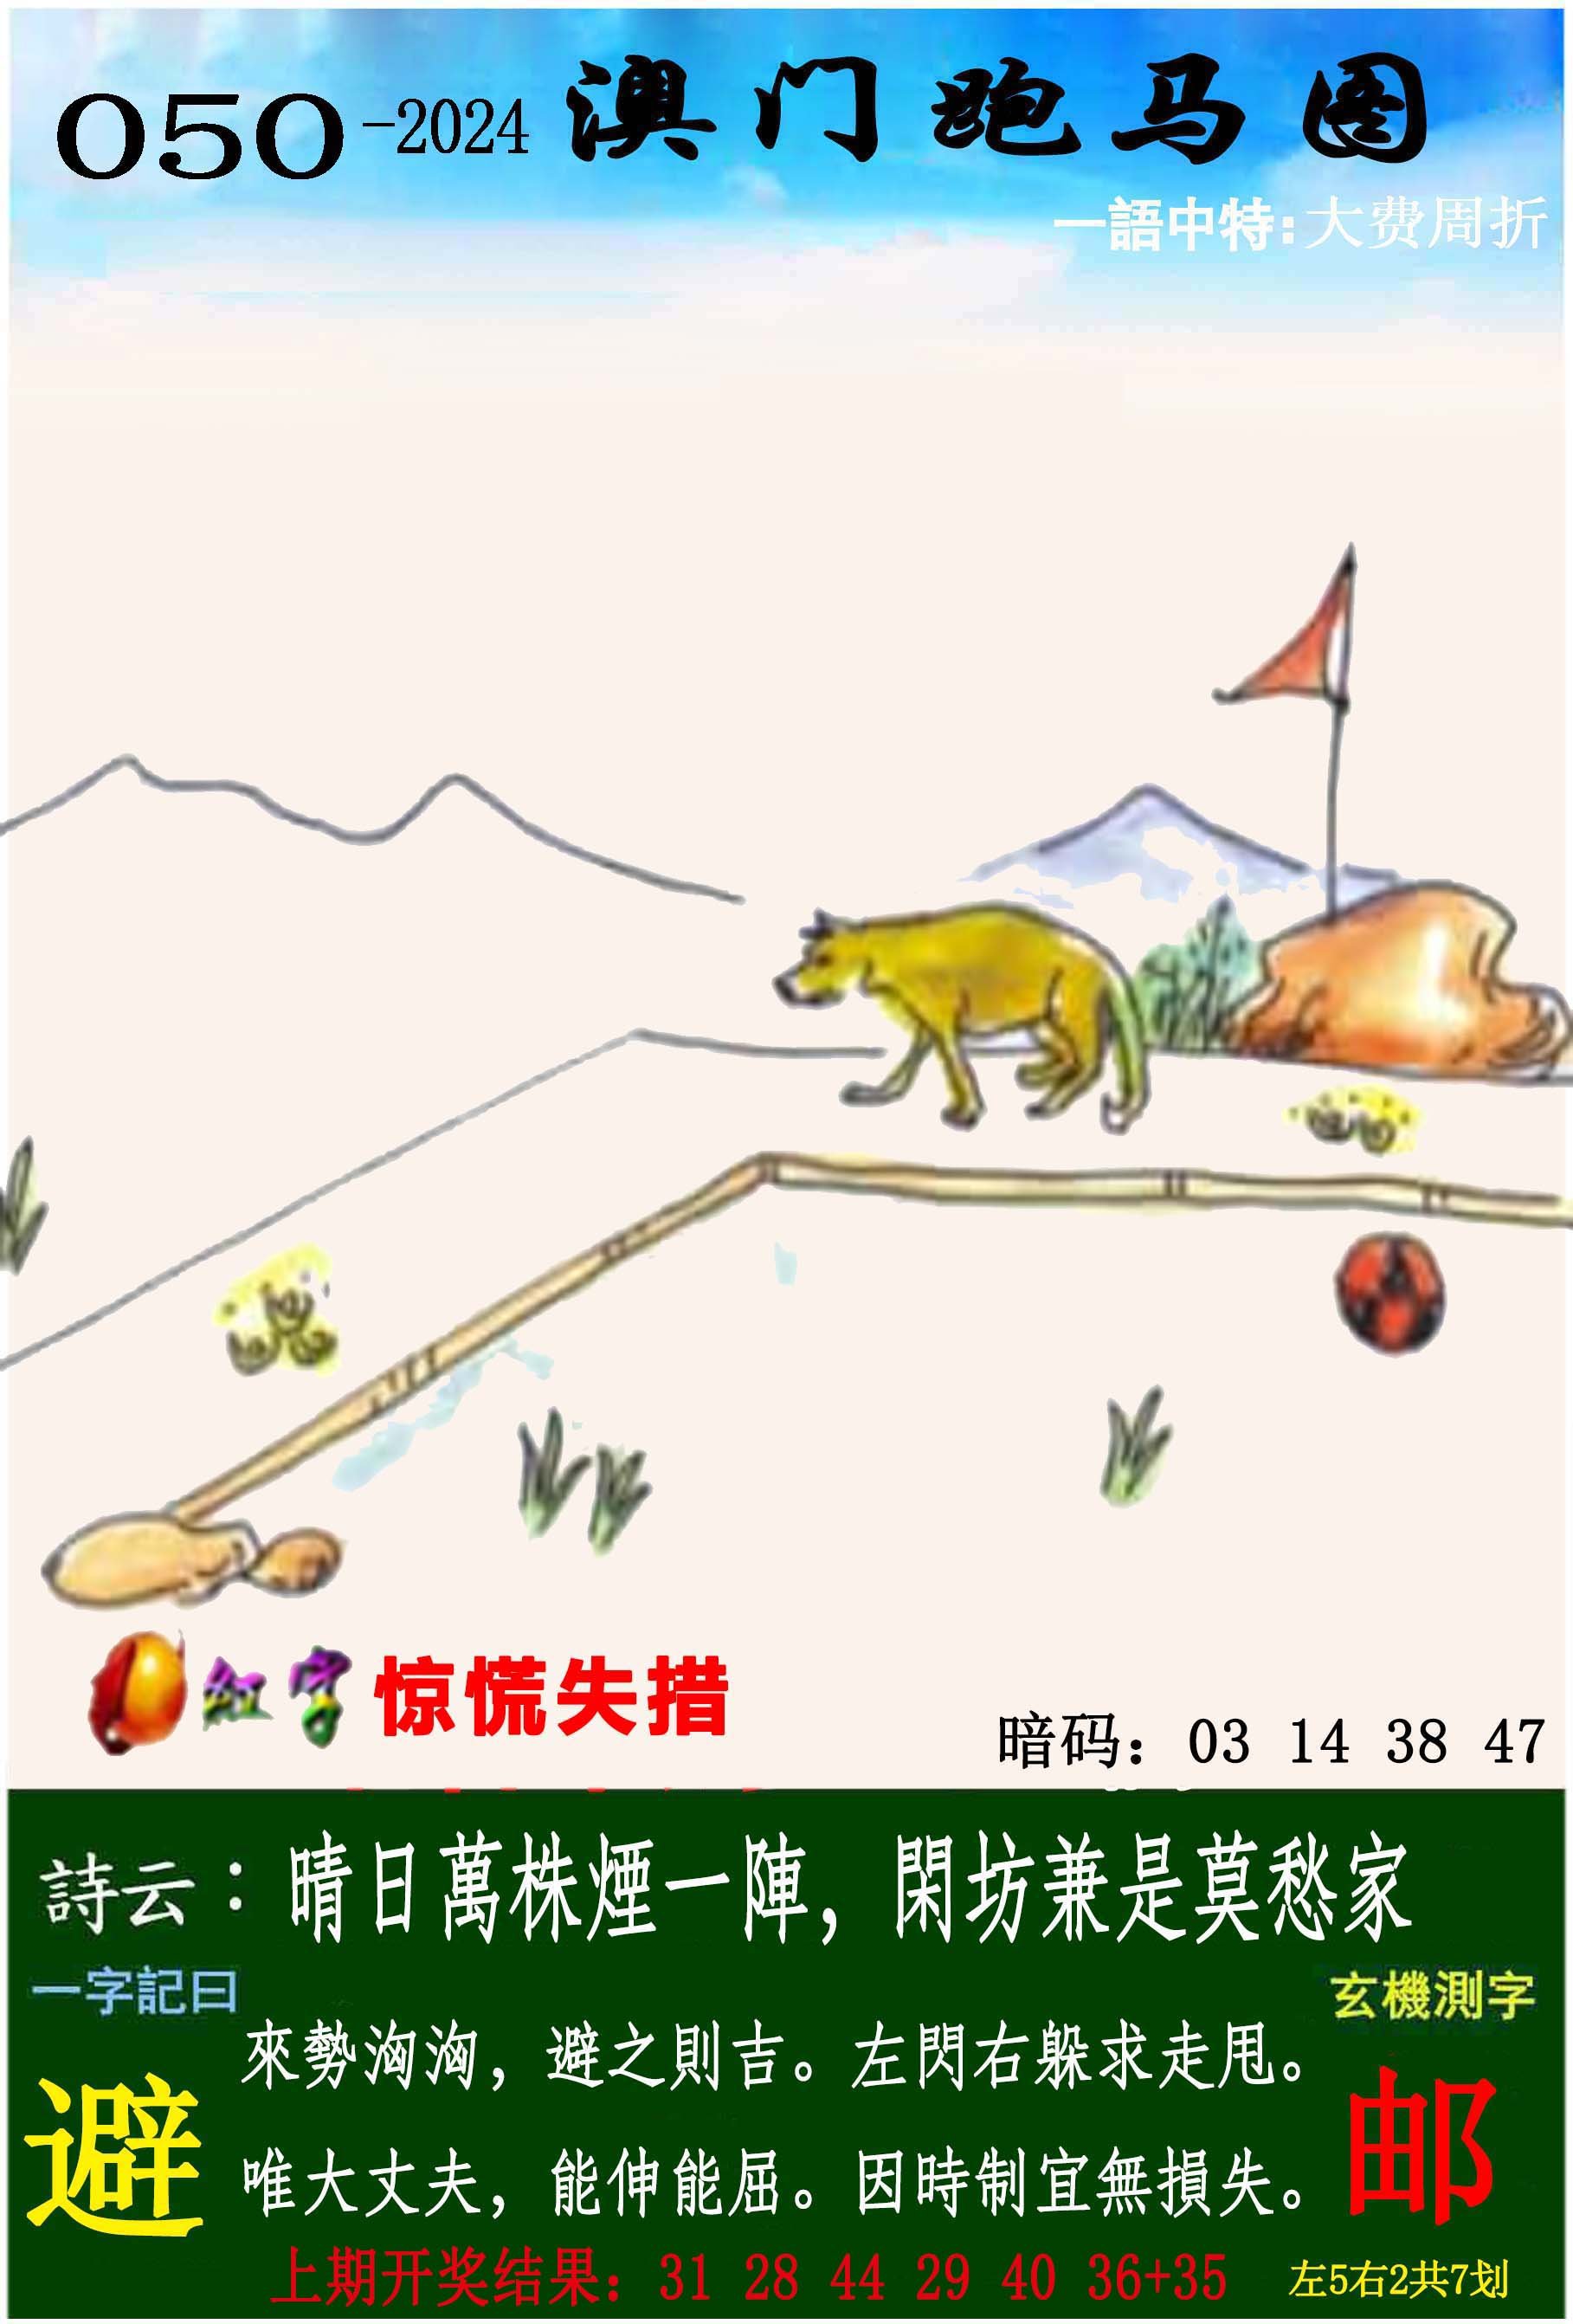 050-2024 澳门跑马图
一語中特:大费周折
红字 惊慌失措
暗码：03 14 38 47
詩云：晴日萬株煙一陣，閑坊兼是莫愁家
一字記曰
玄機測字
來勢洶洶，避之則吉。左閃右躲求走甩。
避
邮
唯大丈夫，能伸能屈。因時制宜無損失。
上期开奖结果：31 28 44 29 40 36+35
左5右2共7划